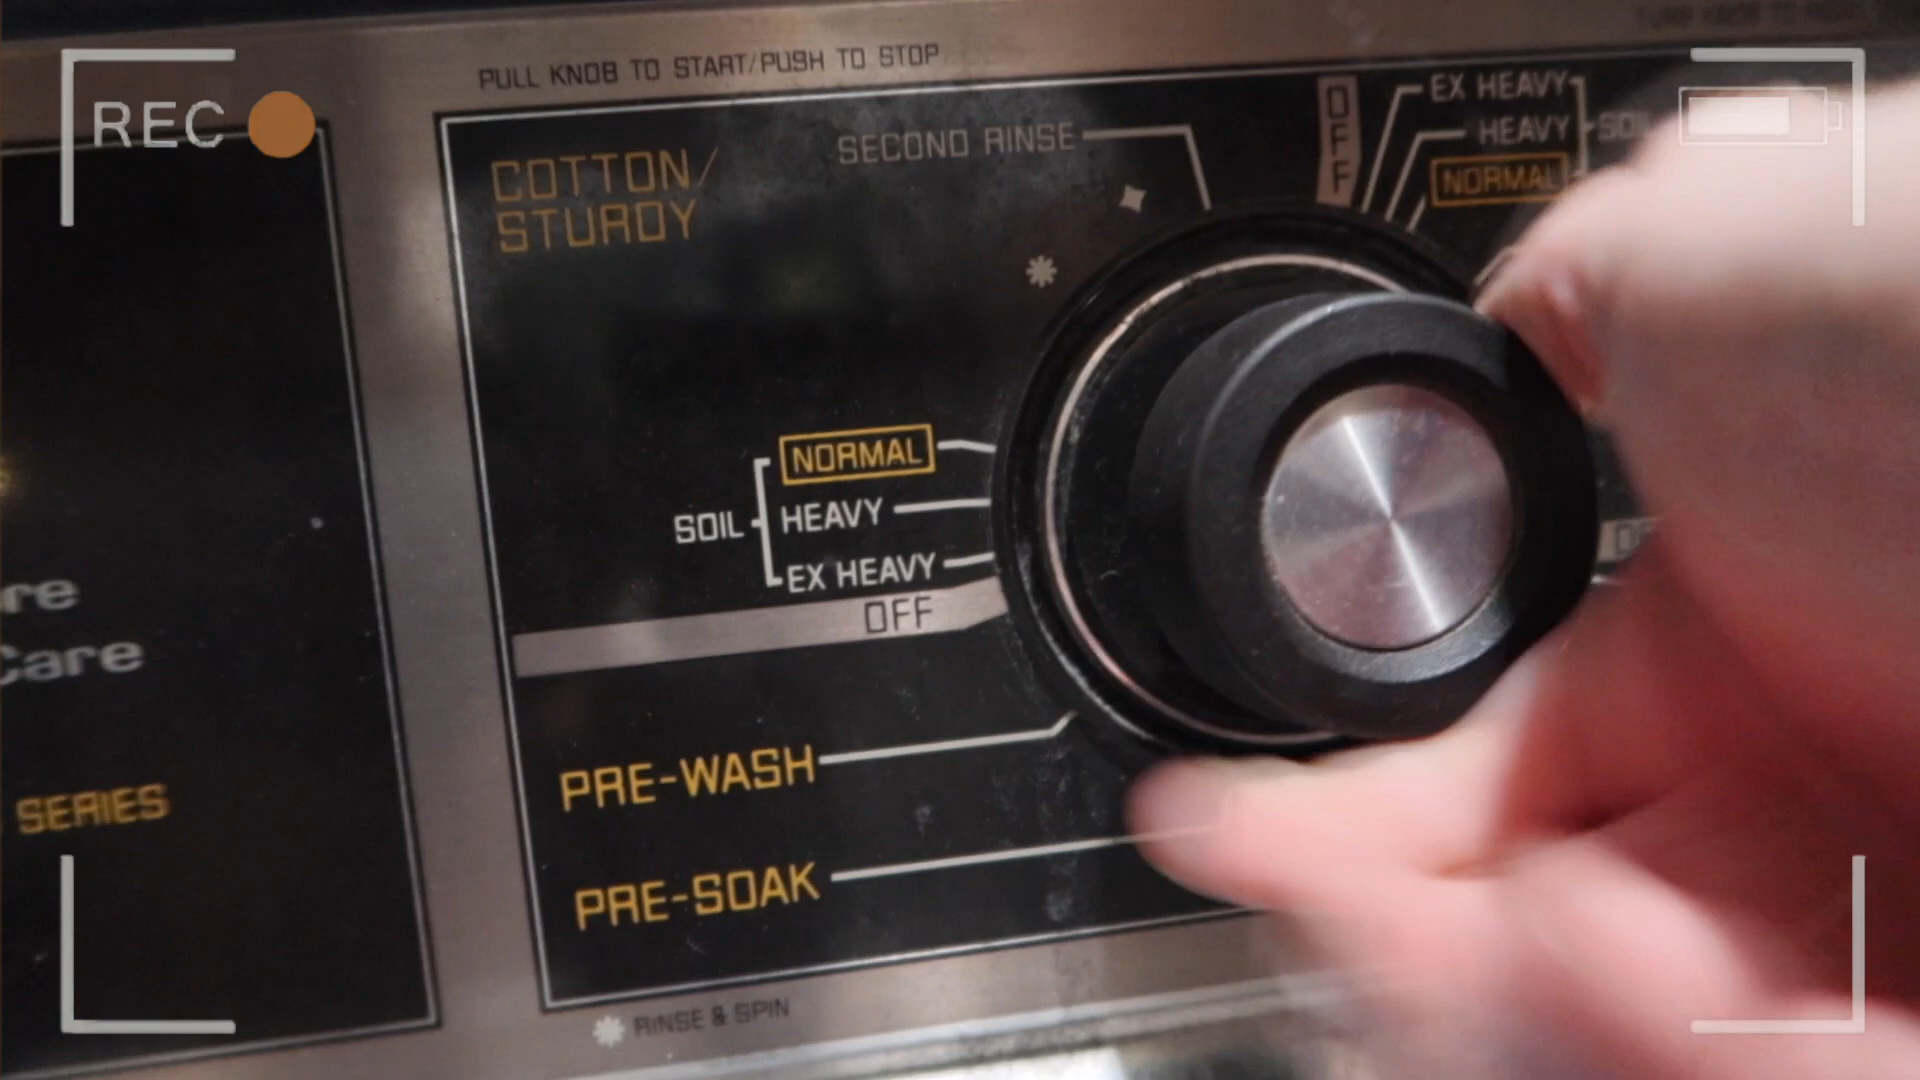 PULL KNOB TO START/PUSH TO STOP
REC
COTTON/
STURDY
SECOND RINSE
OFF
EX HEAVY
HEAVY
NORMAL
NORMAL
SOIL
HEAVY
EX HEAVY
OFF
PRE-WASH
PRE-SOAK
RINSE & SPIN
re
Care
SERIES